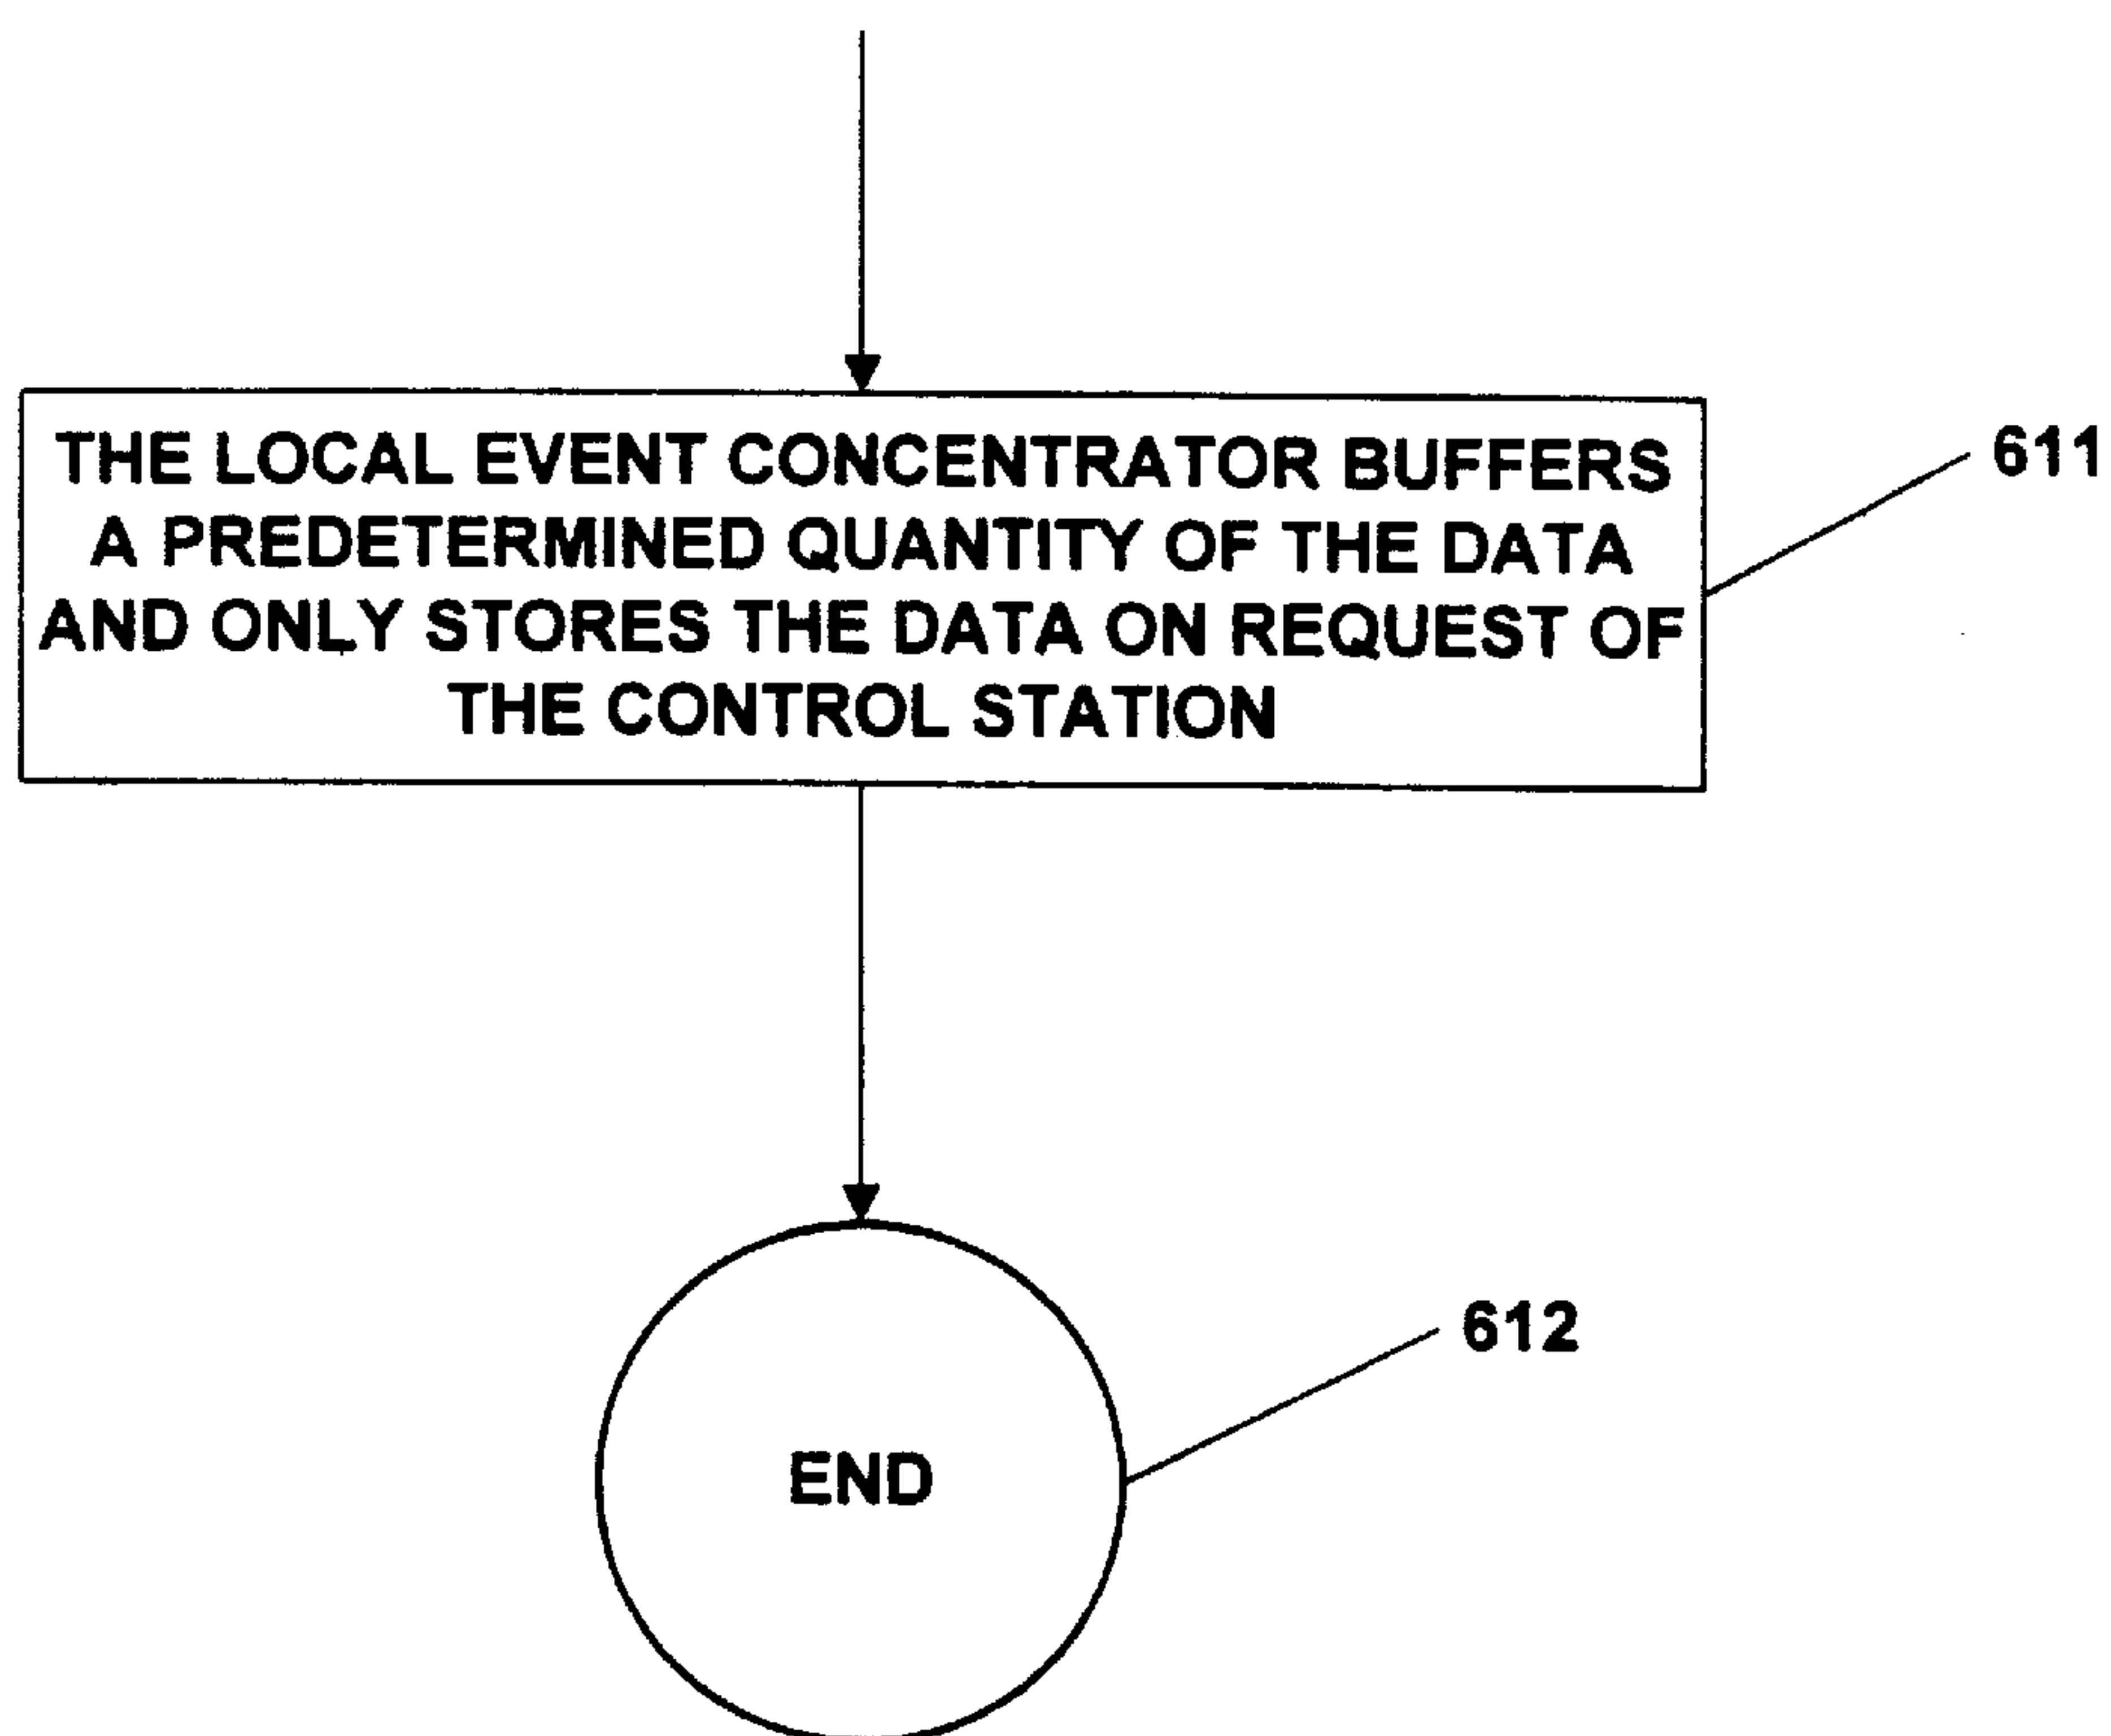 THE LOCAL EVENT CONCENTRATOR BUFFERS
A PREDETERMINED QUANTITY OF THE DATA
AND ONLY STORES THE DATA ON REQUEST OF
THE CONTROL STATION
611
612
END